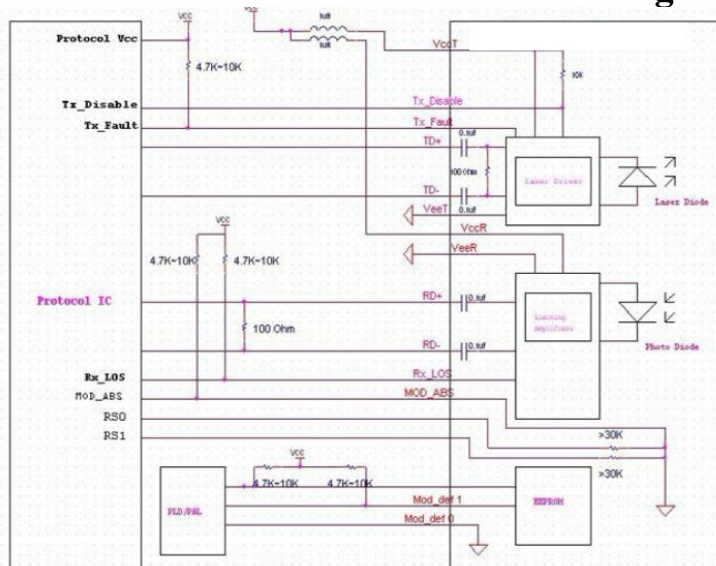 g
VCC
1uH
1uH
Protocol Vcc
VccT
4.7K~10K
10K
Tx_Disable
Tx_Disable
Tx_Fault
Tx_Fault
TD+
0.1uf
100 Ohm
Laser Driver
TD-
Laser Diode
VeeT
0.1uf
VccR
VCC
VeeR
4.7K~10K
4.7K~10K
Protocol IC
RD+
0.1uf
Limiting
Amplifiers
100 Ohm
RD-
0.1uf
Photo Diode
Rx_LOS
Rx_LOS
MOD_ABS
MOD_ABS
RS0
RS1
>30K
VCC
>30K
4.7K~10K
4.7K~10K
Mod_def 1
EEPROM
PLD/PAL
Mod_def 0